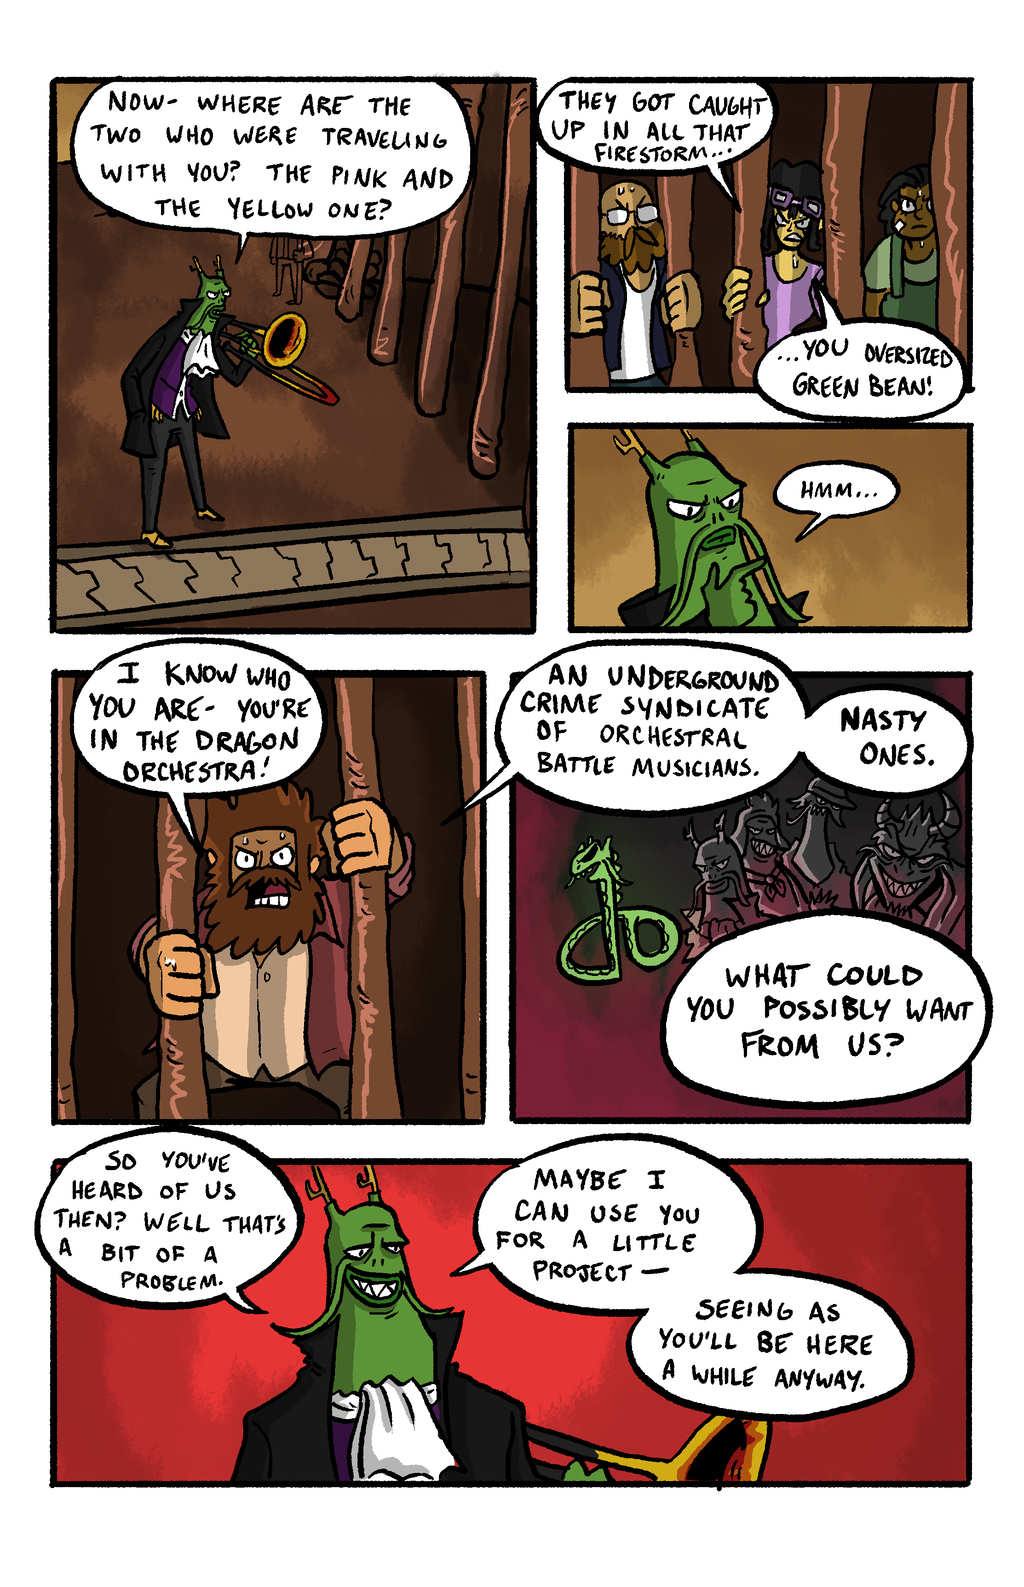 NOW- WHERE ARE THE
TWO WHO WERE TRAVELING
WITH YOU? THE PINK AND
THE YELLOW ONE?
THEY GOT CAUGHT
UP IN ALL THAT
FIRESTORM...
...YOU OVERSIZED
GREEN BEAN!
HMM...
I KNOW WHO
YOU ARE- YOU'RE
IN THE DRAGON
ORCHESTRA!
AN UNDERGROUND
CRIME SYNDICATE
OF ORCHESTRAL
BATTLE MUSICIANS.
NASTY
ONES.
WHAT COULD
YOU POSSIBLY WANT
FROM US?
SO YOU'VE
HEARD OF US
THEN? WELL THAT'S
A BIT OF A
PROBLEM.
MAYBE I
CAN USE YOU
FOR A LITTLE
PROJECT—
SEEING AS
YOU'LL BE HERE
A WHILE ANYWAY.